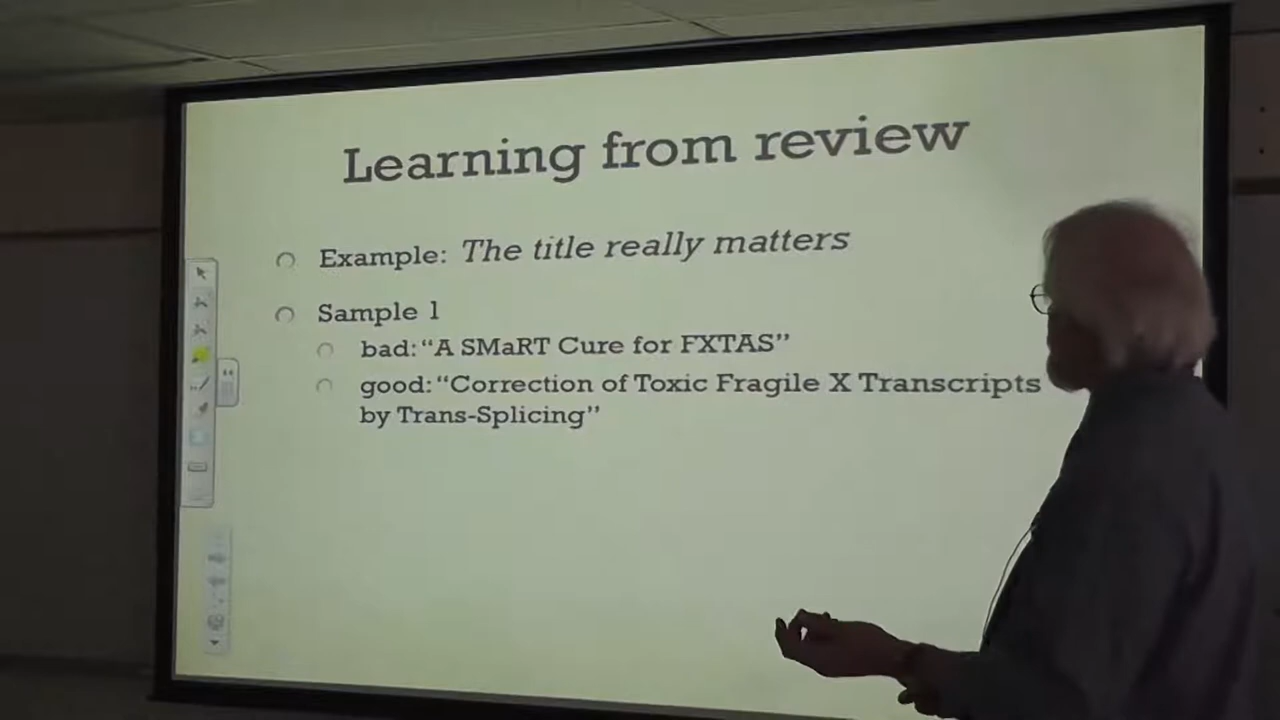 Learning from review
Example: The title really matters
Sample 1
bad: “A SMaRT Cure for FXTAS”
good: “Correction of Toxic Fragile X Transcripts
by Trans-Splicing”